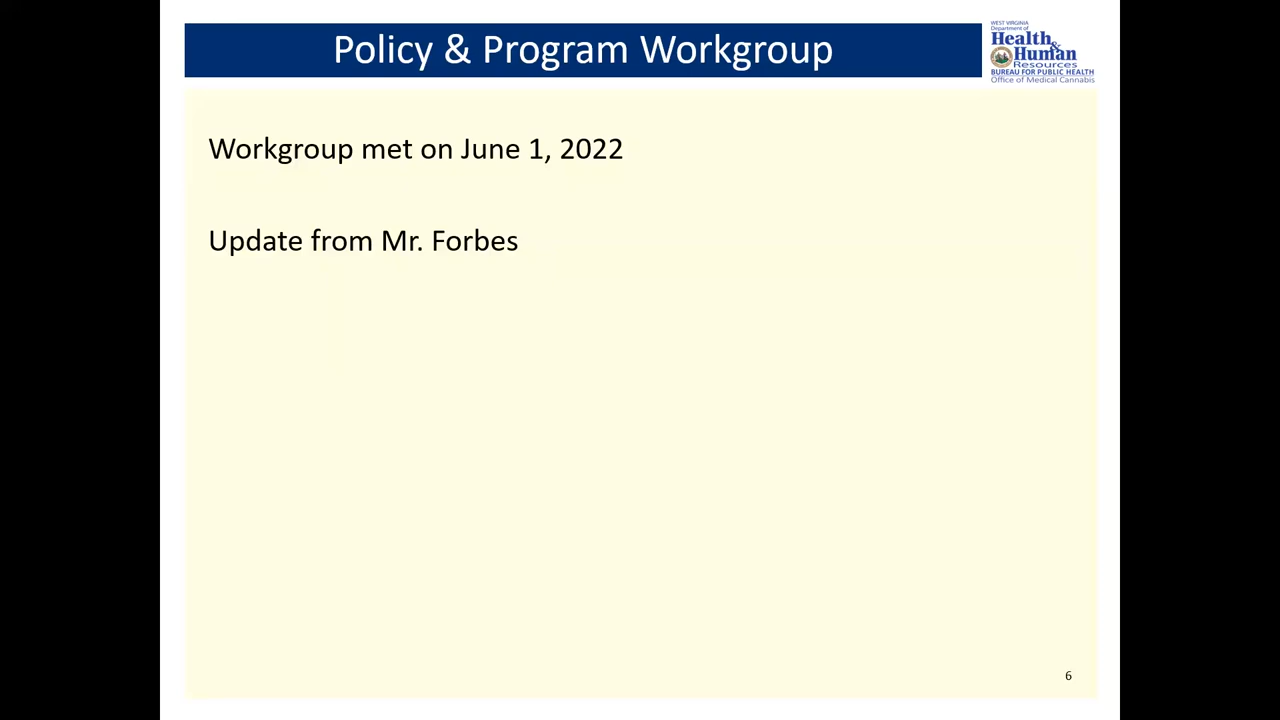 Policy & Program Workgroup
WEST VIRGINIA
Department of
Health &
Human
Resources
BUREAU FOR PUBLIC HEALTH
Office of Medical Cannabis
Workgroup met on June 1, 2022
Update from Mr. Forbes
6